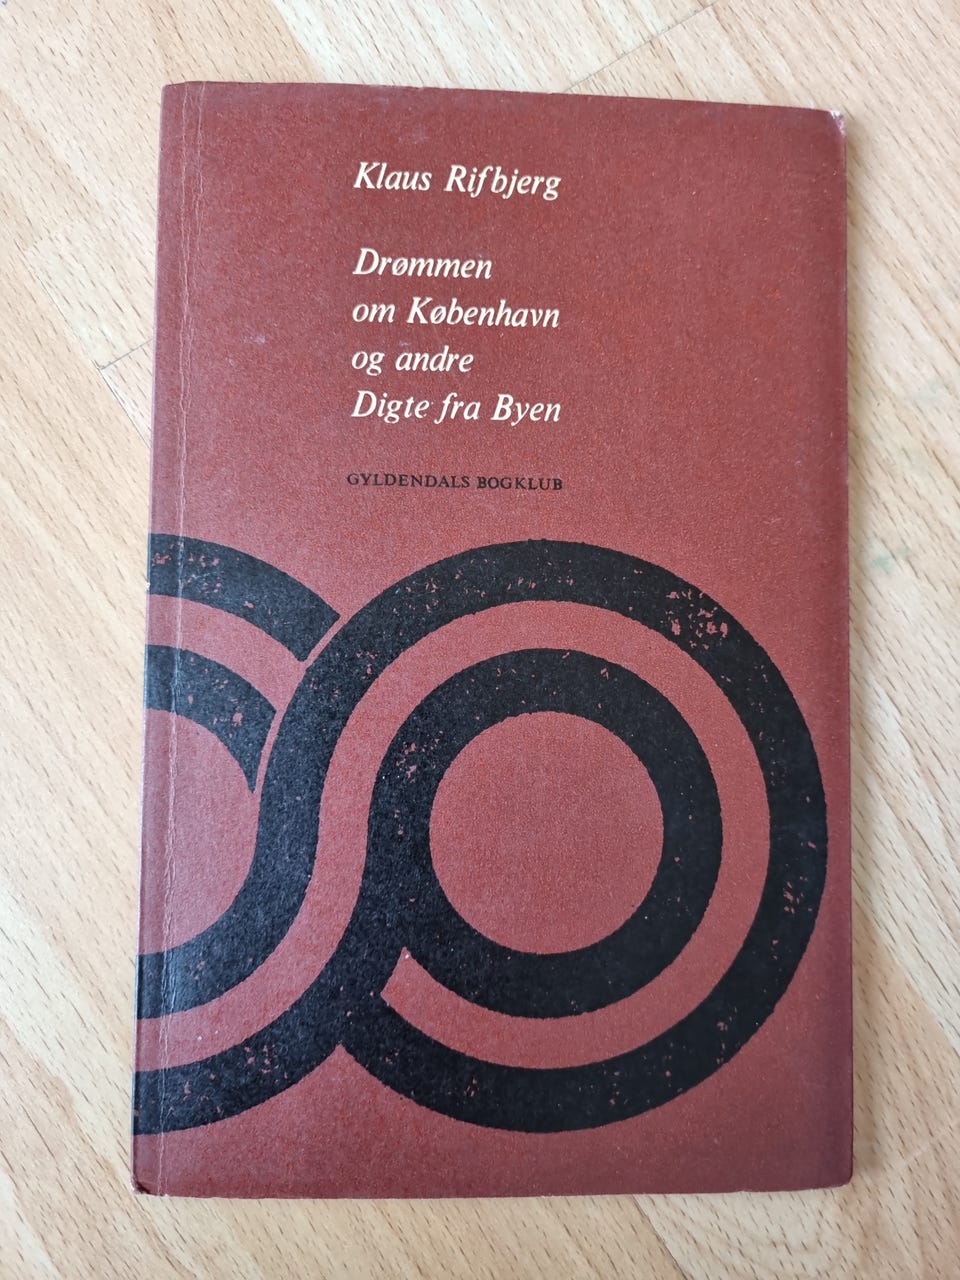 Klaus Rifbjerg
Drømmen
om København
og andre
Digte fra Byen
GYLDENDALS BOGKLUB